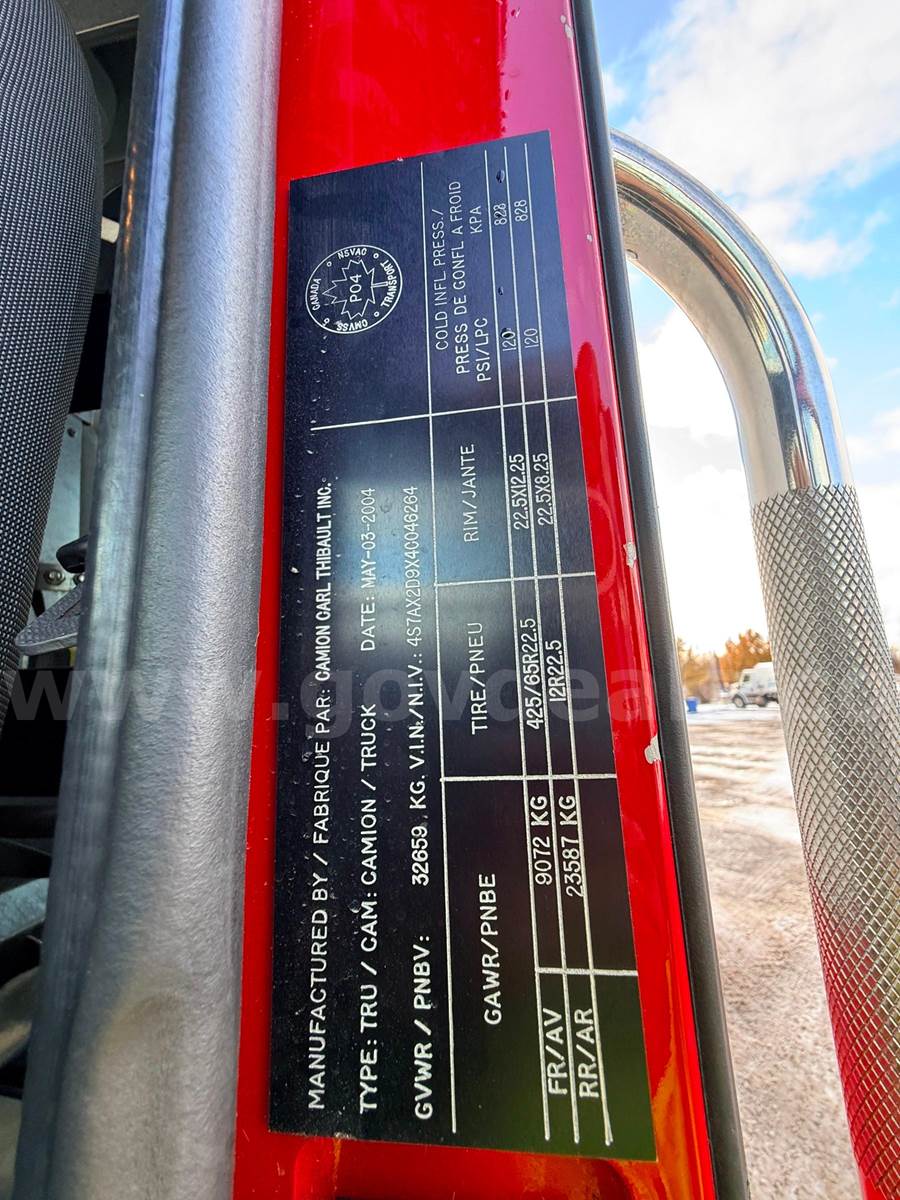 MANUFACTURED BY / FABRIQUE PAR: CAMION CARL THIBAULT INC.
TYPE: TRU / CAM: CAMION / TRUCK DATE: MAY-03-2004
GVWR / PNBV: 32659 KG. V.I.N./N.I.V.: 4S7AX2D9X4C046264
CANADA NSVAC
P04
CMVSS TRANSPORT
GAWR/PNBE TIRE/PNEU RIM/JANTE COLD INFL PRESS./
PRESS DE GONFL A FROID
PSI/LPC KPA
FR/AV 9072 KG 425/65R22.5 22.5X12.25 120 828
RR/AR 23587 KG 12R22.5 22.5X8.25 120 828
www.govdea